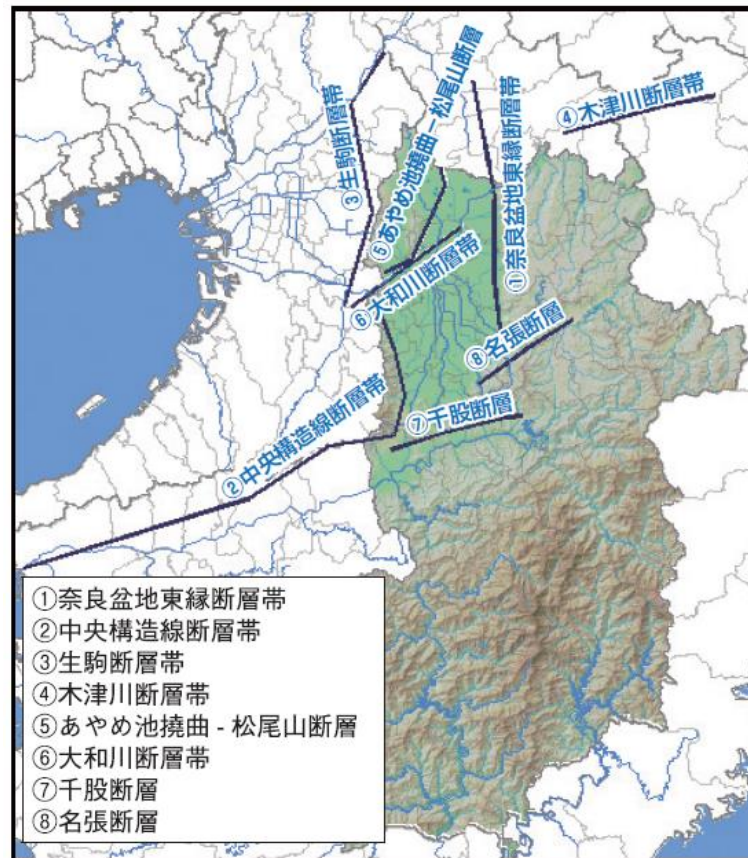 ⑤あやめ池撓曲－松尾山断層
③生駒断層帯
①奈良盆地東縁断層帯
④木津川断層帯
⑥大和川断層帯
⑧名張断層
⑦千股断層
②中央構造線断層帯
①奈良盆地東縁断層帯
②中央構造線断層帯
③生駒断層帯
④木津川断層帯
⑤あやめ池撓曲 - 松尾山断層
⑥大和川断層帯
⑦千股断層
⑧名張断層